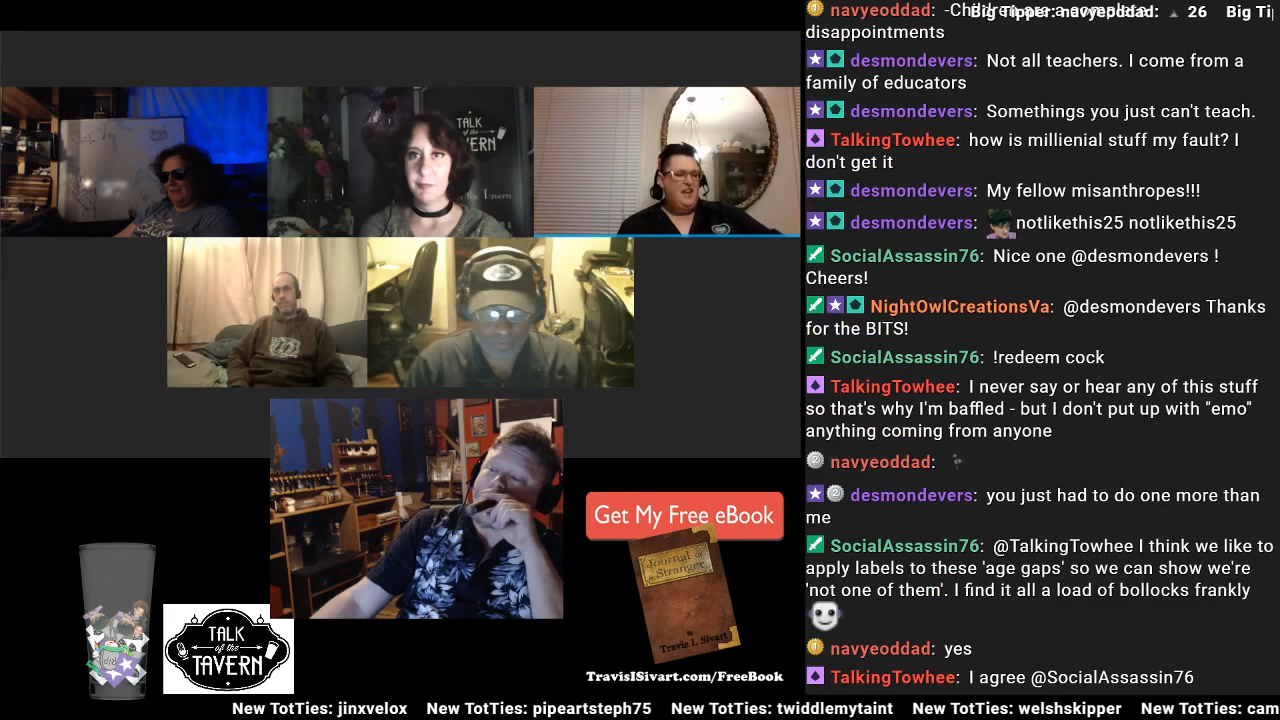 TALK
of the
TAVERN
Get My Free eBook
Journal of
a Stranger
by
Travis I. Sivart
TravisISivart.com/FreeBook
TALK
of the
TAVERN
Big Tipper: navyeoddad: 26 Big Ti
navyeoddad:
disappointments
desmondevers: Not all teachers. I come from a
family of educators
desmondevers: Somethings you just can't teach.
TalkingTowhee: how is millienial stuff my fault? I
don't get it
desmondevers: My fellow misanthropes!!!
desmondevers: notlikethis25 notlikethis25
SocialAssassin76: Nice one @desmondevers !
Cheers!
NightOwlCreationsVa: @desmondevers Thanks
for the BITS!
SocialAssassin76: !redeem cock
TalkingTowhee: I never say or hear any of this stuff
so that's why I'm baffled - but I don't put up with "emo"
anything coming from anyone
navyeoddad:
desmondevers: you just had to do one more than
me
SocialAssassin76: @TalkingTowhee I think we like to
apply labels to these 'age gaps' so we can show we're
'not one of them'. I find it all a load of bollocks frankly
navyeoddad: yes
TalkingTowhee: I agree @SocialAssassin76
New TotTies: jinxvelox New TotTies: pipeartsteph75 New TotTies: twiddlemytaint New TotTies: welshskipper New TotTies: cam